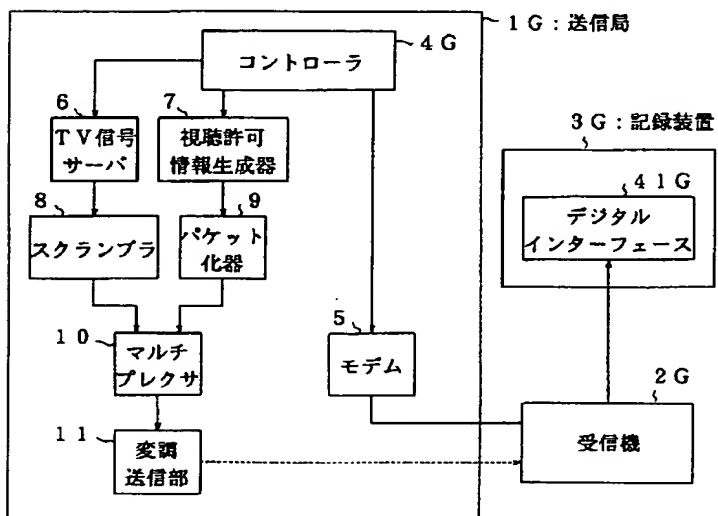 1G：送信局
コントローラ
4G
6
TV信号
サーバ
7
視聴許可
情報生成器
3G：記録装置
41G
デジタル
インターフェース
8
スクランブラ
9
パケット
化器
10
マルチ
プレクサ
5
モデム
2G
受信機
11
変調
送信部